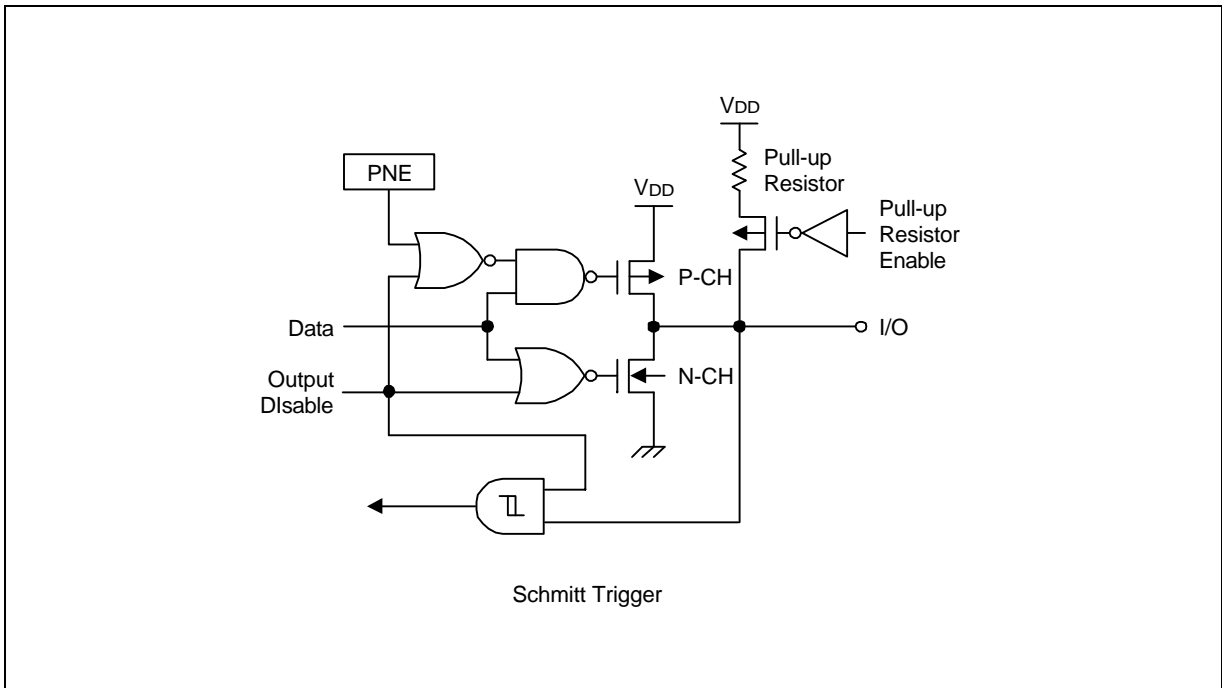 VDD
Pull-up
Resistor
PNE
VDD
Pull-up
Resistor
Enable
P-CH
Data
I/O
Output
DIsable
N-CH
Schmitt Trigger